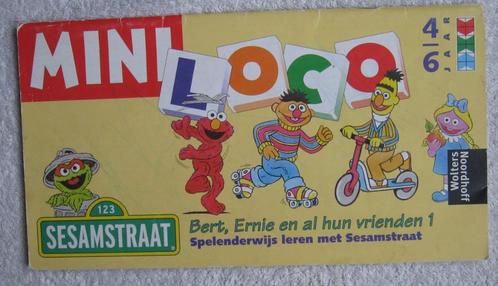 MINI
LOCO
4
6
JAAR
Wolters
Noordhoff
123
SESAMSTRAAT
Bert, Ernie en al hun vrienden 1
Spelenderwijs leren met Sesamstraat